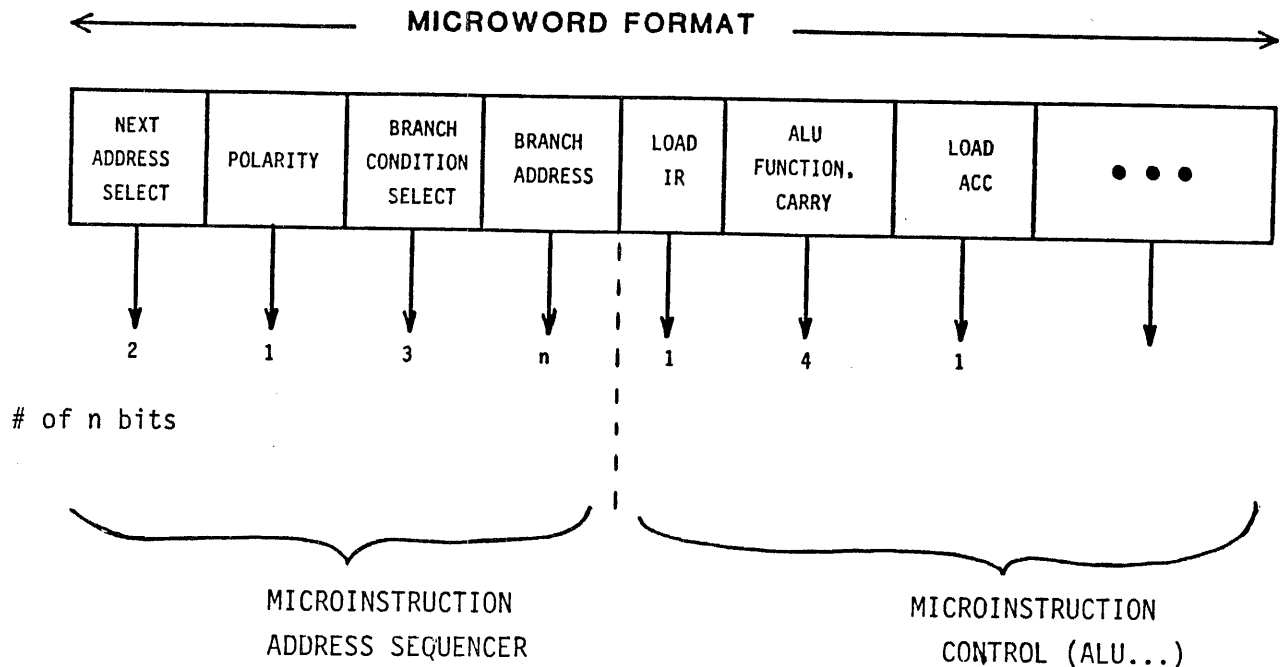 MICROWORD FORMAT
NEXT
ADDRESS
SELECT
POLARITY
BRANCH
CONDITION
SELECT
BRANCH
ADDRESS
LOAD
IR
ALU
FUNCTION,
CARRY
LOAD
ACC
• • •
2
1
3
n
1
4
1
# of n bits
MICROINSTRUCTION
ADDRESS SEQUENCER
MICROINSTRUCTION
CONTROL (ALU...)